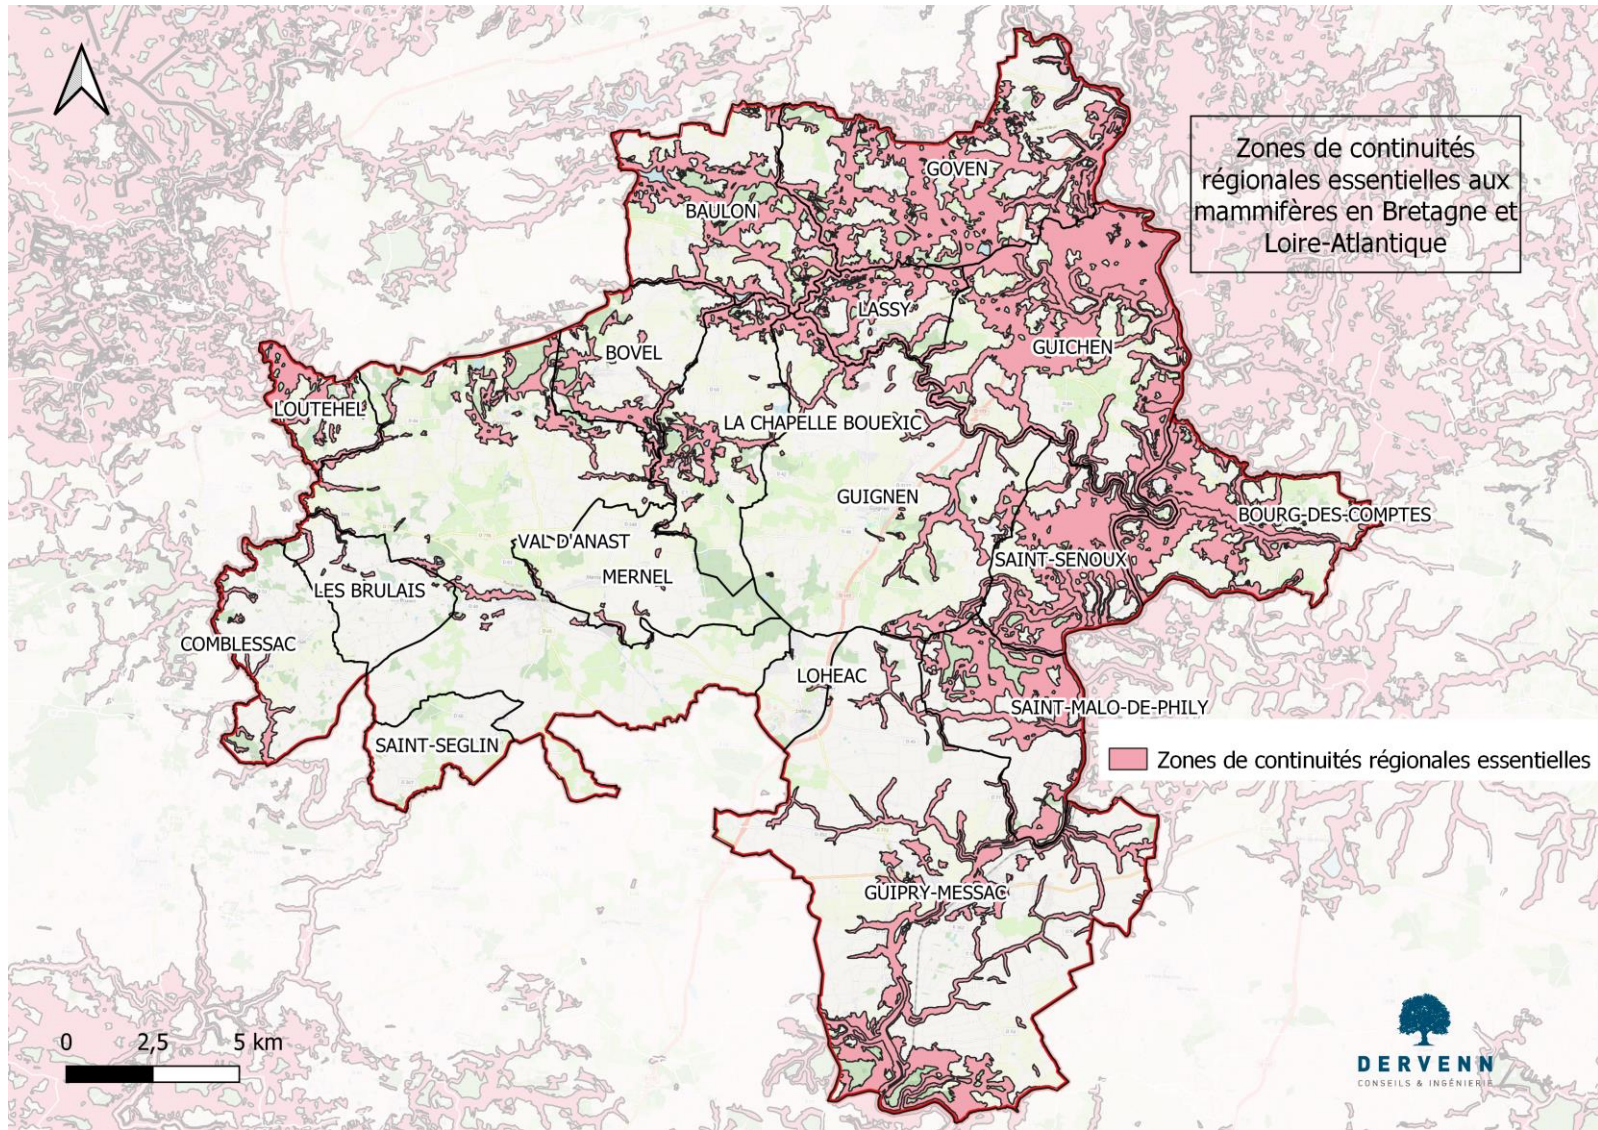 Zones de continuités
régionales essentielles aux
mammifères en Bretagne et
Loire-Atlantique
GOVEN
BAULON
LASSY
GUICHEN
BOVEL
LOUTEHEL
LA CHAPELLE BOUEXIC
GUIGNEN
BOURG-DES-COMPTES
VAL D'ANAST
SAINT-SENOUX
MERNEL
LES BRULAIS
COMBLESSAC
LOHEAC
SAINT-MALO-DE-PHILY
SAINT-SEGLIN
Zones de continuités régionales essentielles
GUIPRY-MESSAC
0 2,5 5 km
DERVENN
CONSEILS & INGÉNIERIE